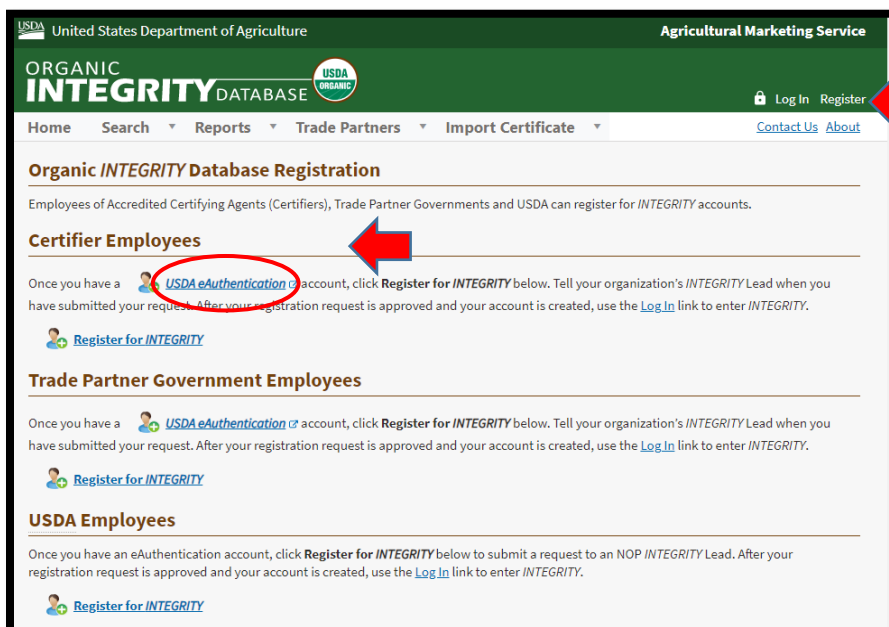 USDA United States Department of Agriculture Agricultural Marketing Service
ORGANIC
INTEGRITY DATABASE USDA ORGANIC
Log In Register
Home Search Reports Trade Partners Import Certificate Contact Us About
Organic INTEGRITY Database Registration
Employees of Accredited Certifying Agents (Certifiers), Trade Partner Governments and USDA can register for INTEGRITY accounts.
Certifier Employees
Once you have a USDA eAuthentication account, click Register for INTEGRITY below. Tell your organization's INTEGRITY Lead when you
have submitted your request. After your registration request is approved and your account is created, use the Log In link to enter INTEGRITY.
Register for INTEGRITY
Trade Partner Government Employees
Once you have a USDA eAuthentication account, click Register for INTEGRITY below. Tell your organization's INTEGRITY Lead when you
have submitted your request. After your registration request is approved and your account is created, use the Log In link to enter INTEGRITY.
Register for INTEGRITY
USDA Employees
Once you have an eAuthentication account, click Register for INTEGRITY below to submit a request to an NOP INTEGRITY Lead. After your
registration request is approved and your account is created, use the Log In link to enter INTEGRITY.
Register for INTEGRITY